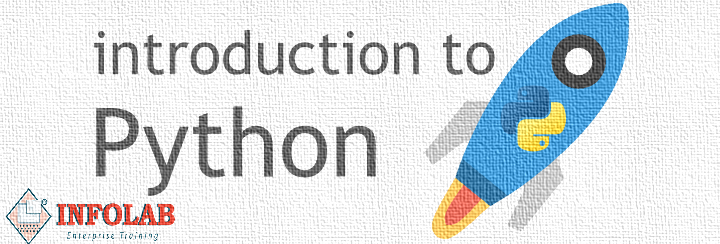 introduction to
Python
INFOLAB
Enterprise Training